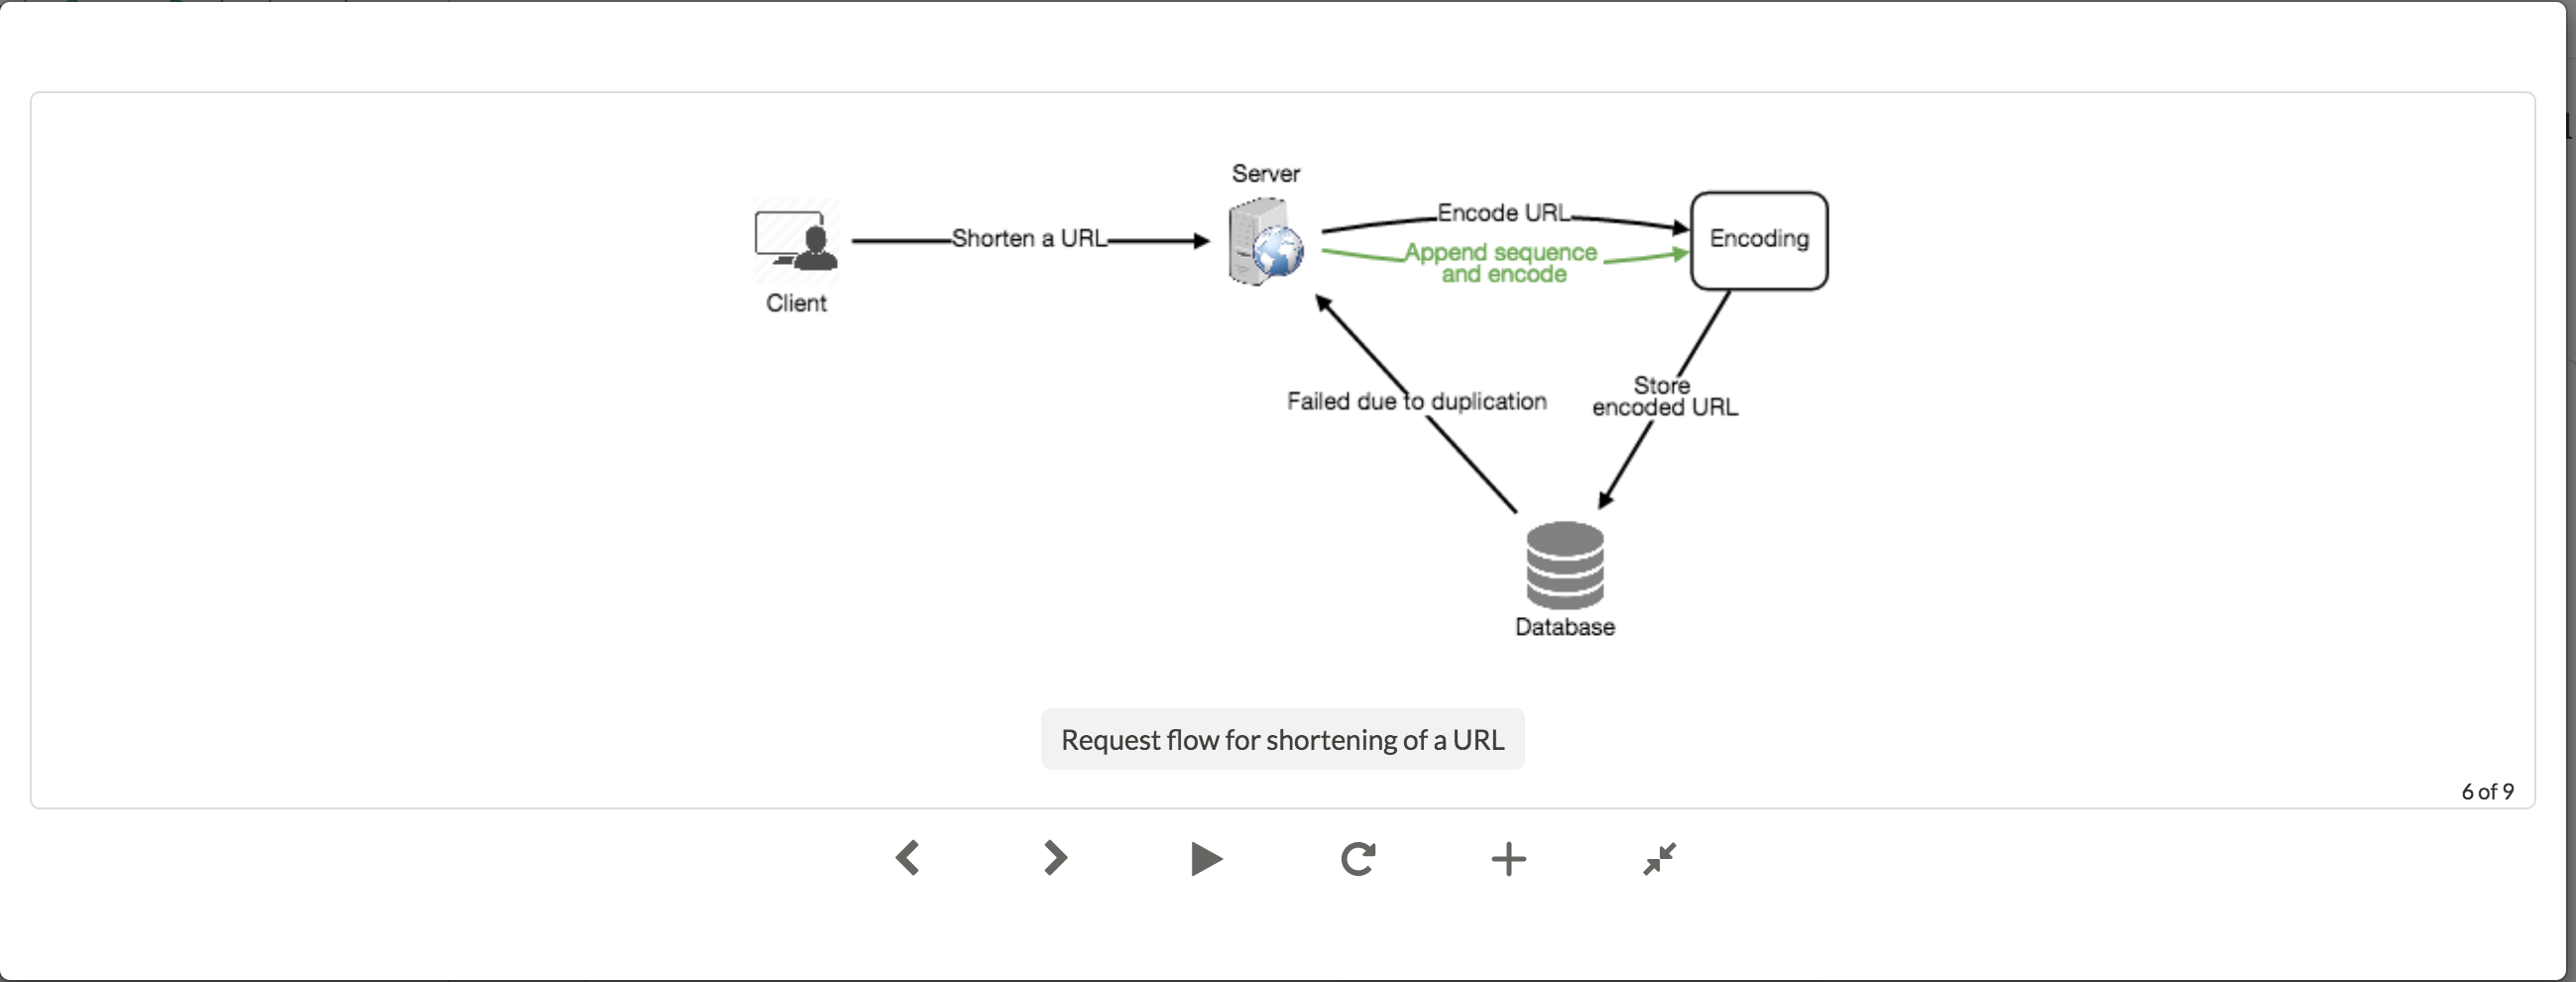 Server
Encode URL
Shorten a URL
Append sequence
and encode
Encoding
Client
Failed due to duplication
Store
encoded URL
Database
Request flow for shortening of a URL
6 of 9